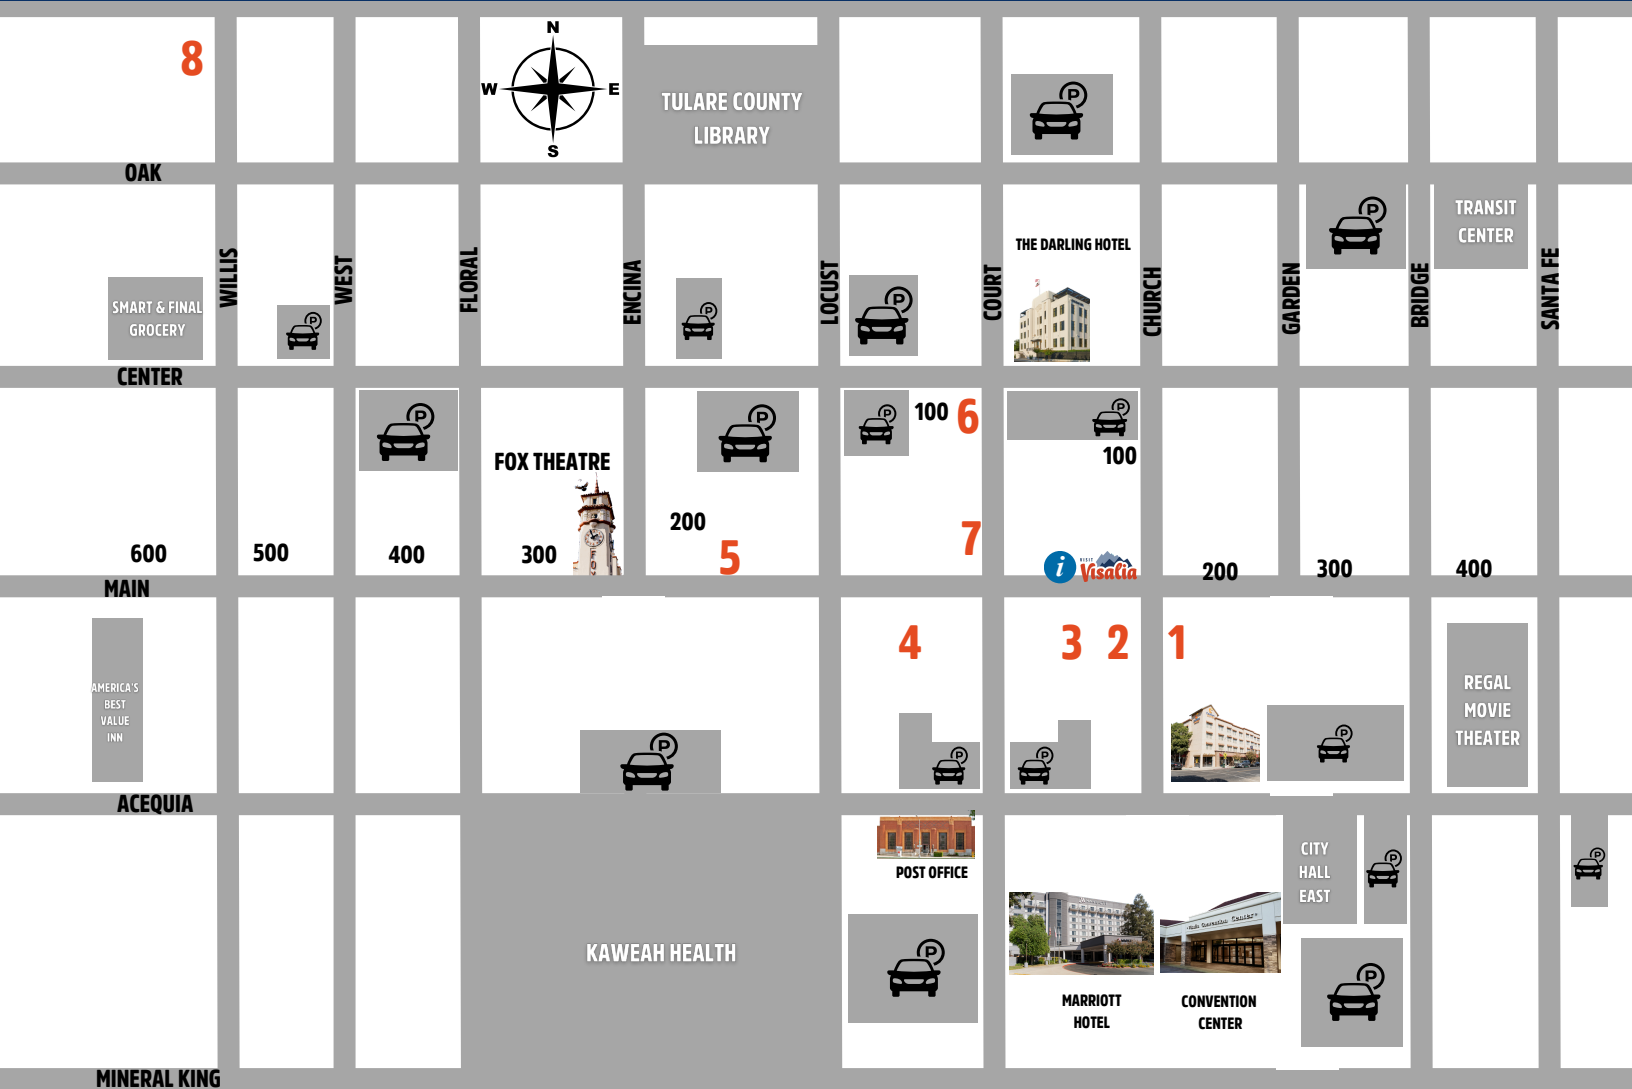 N
8
W
E
TULARE COUNTY
LIBRARY
P
S
OAK
P
TRANSIT
CENTER
THE DARLING HOTEL
WILLIS
WEST
FLORAL
ENCINA
LOCUST
COURT
CHURCH
GARDEN
BRIDGE
SANTA FE
SMART & FINAL
GROCERY
P
P
P
CENTER
P
P
P
100
6
P
100
FOX THEATRE
200
5
7
600
500
400
300
i
VISIT
Visalia
200
300
400
MAIN
4
3
2
1
AMERICA'S
BEST
VALUE
INN
REGAL
MOVIE
THEATER
P
P
P
P
ACEQUIA
POST OFFICE
CITY
HALL
EAST
P
P
KAWEAH HEALTH
P
Convention Center
P
MARRIOTT
HOTEL
CONVENTION
CENTER
MINERAL KING